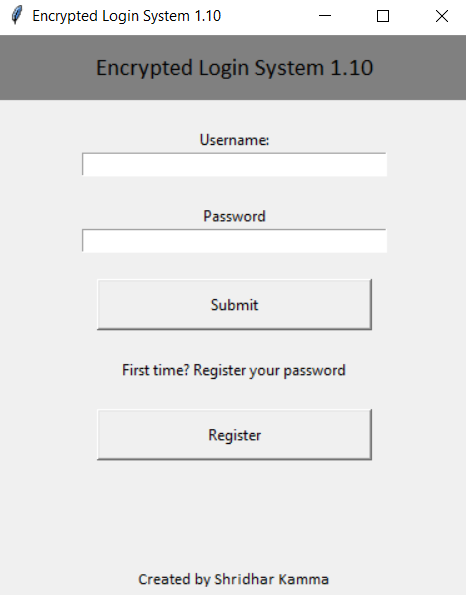 Encrypted Login System 1.10
Encrypted Login System 1.10
Username:
Password
Submit
First time? Register your password
Register
Created by Shridhar Kamma